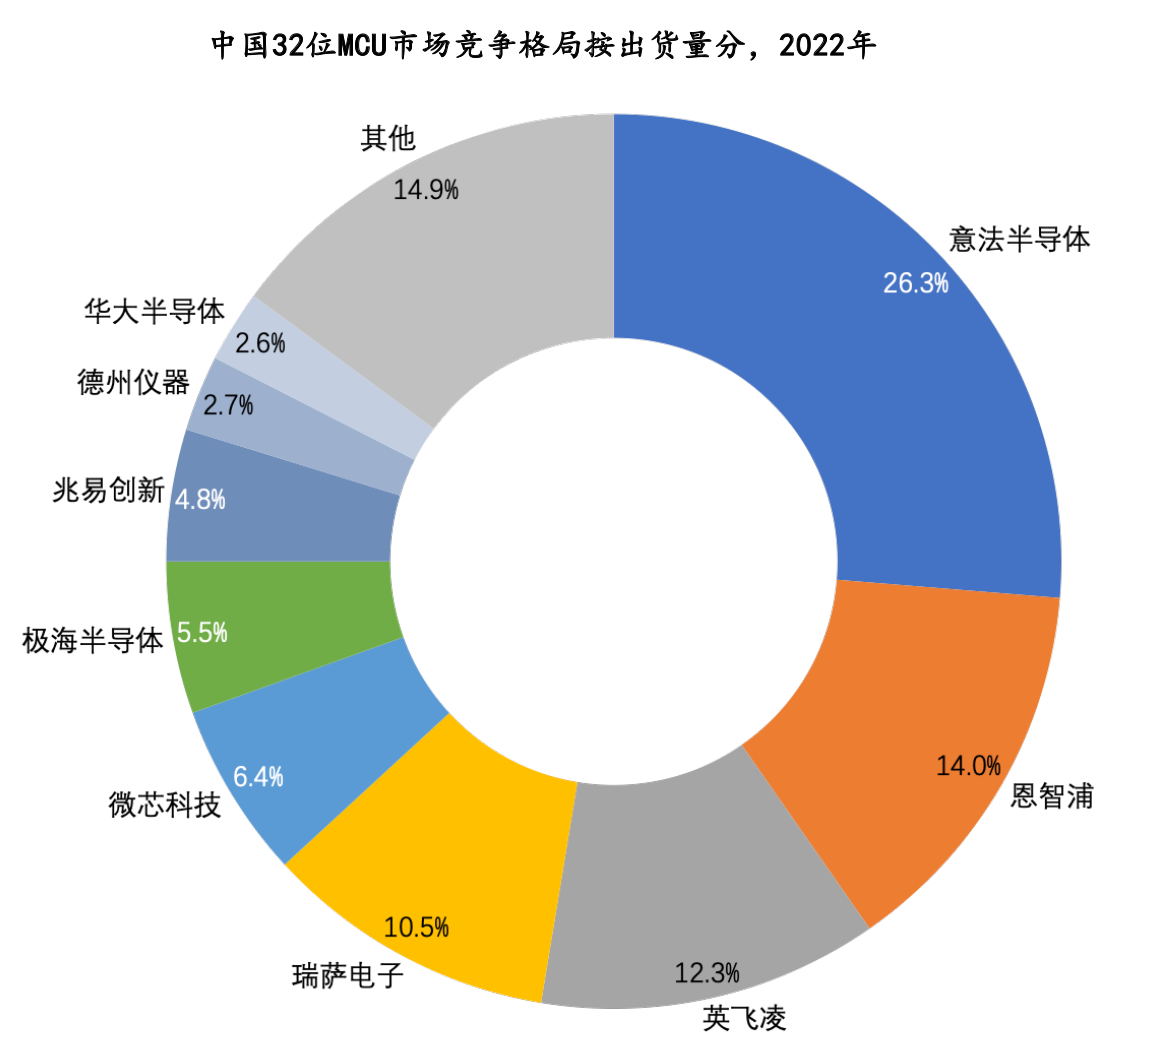 中国32位MCU市场竞争格局按出货量分，2022年
其他
14.9%
意法半导体
26.3%
华大半导体
2.6%
德州仪器
2.7%
兆易创新
4.8%
极海半导体
5.5%
微芯科技
6.4%
恩智浦
14.0%
瑞萨电子
10.5%
英飞凌
12.3%